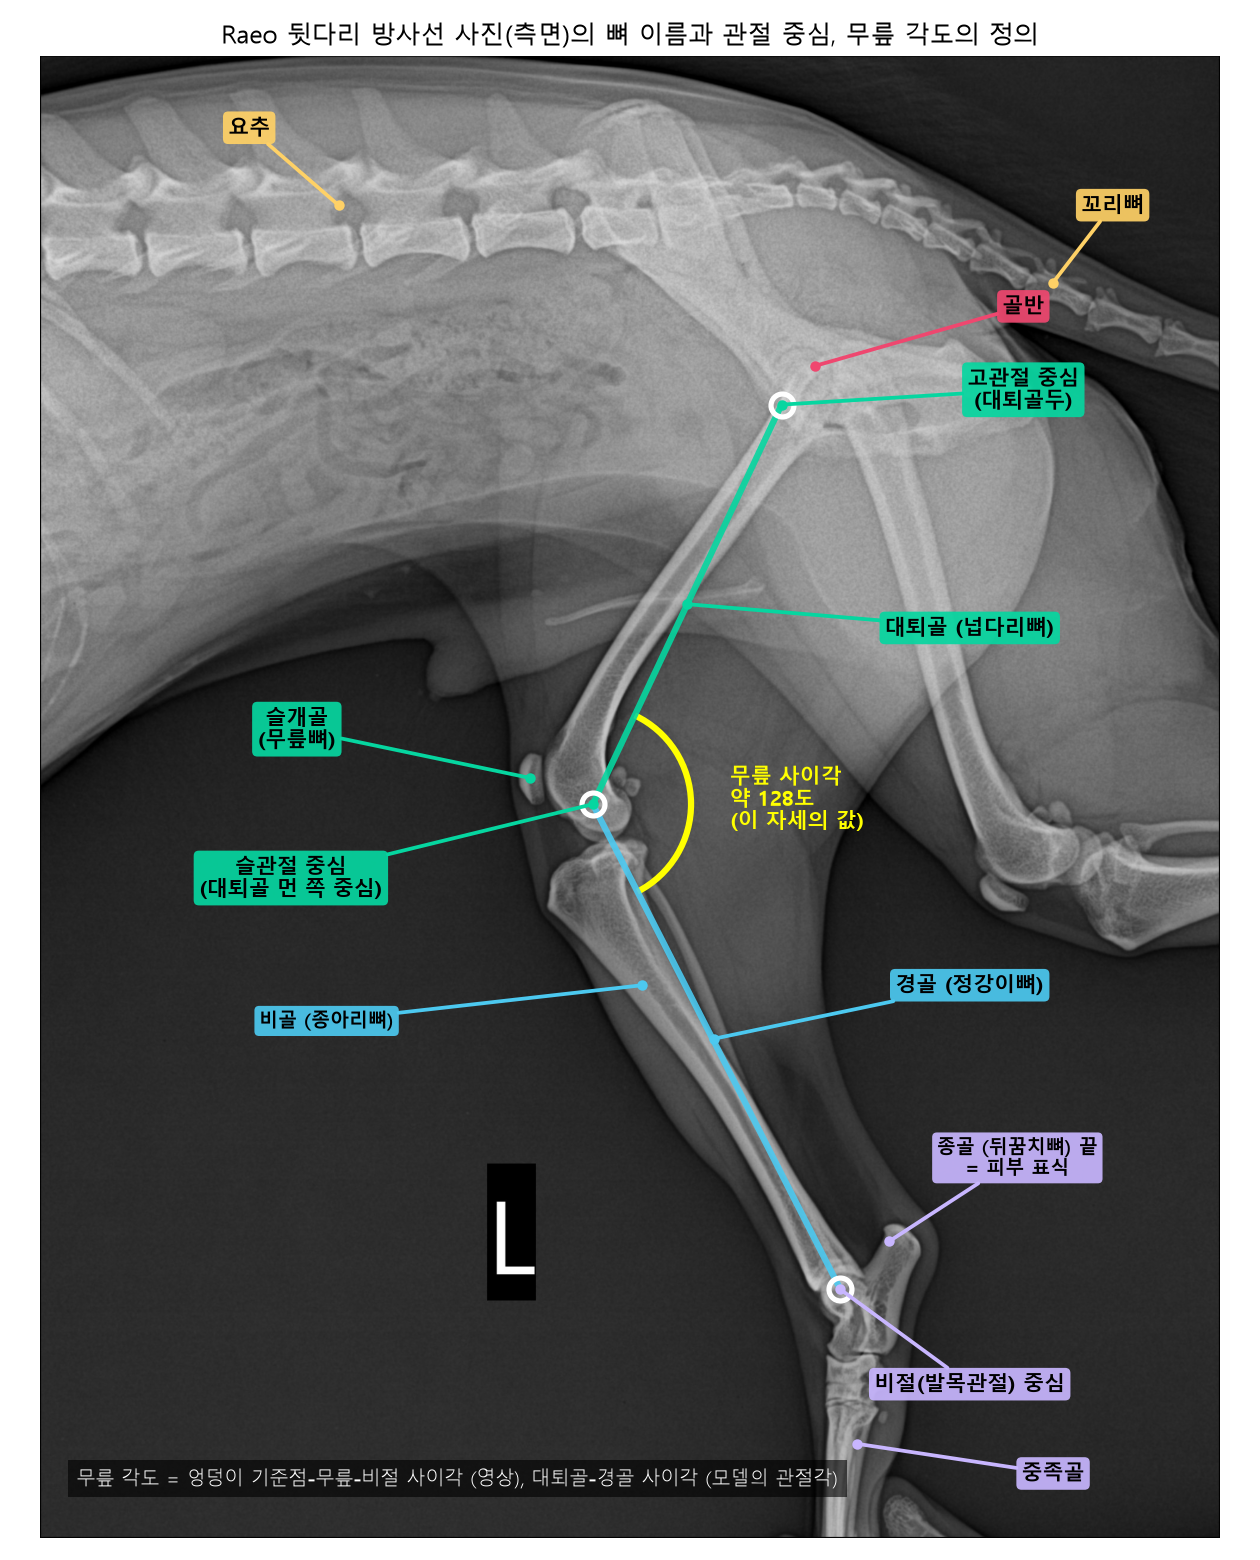 Raeo 뒷다리 방사선 사진(측면)의 뼈 이름과 관절 중심, 무릎 각도의 정의
요추
꼬리뼈
골반
고관절 중심
(대퇴골두)
대퇴골 (넙다리뼈)
슬개골
(무릎뼈)
무릎 사이각
약 128도
(이 자세의 값)
슬관절 중심
(대퇴골 먼 쪽 중심)
경골 (정강이뼈)
비골 (종아리뼈)
종골 (뒤꿈치뼈) 끝
= 피부 표식
L
비절(발목관절) 중심
중족골
무릎 각도 = 엉덩이 기준점-무릎-비절 사이각 (영상), 대퇴골-경골 사이각 (모델의 관절각)